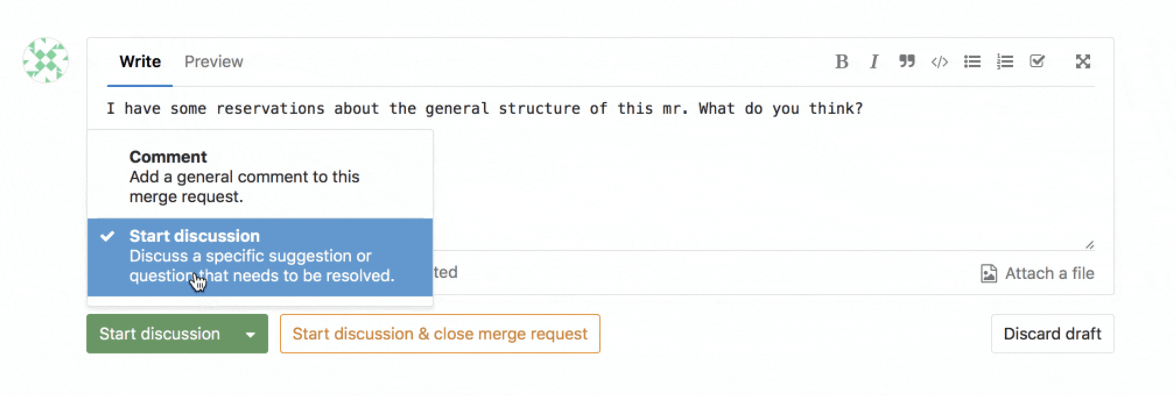 Write Preview
I have some reservations about the general structure of this mr. What do you think?
Comment
Add a general comment to this
merge request.
Start discussion
Discuss a specific suggestion or
question that needs to be resolved.
ted
Attach a file
Start discussion
Start discussion & close merge request
Discard draft